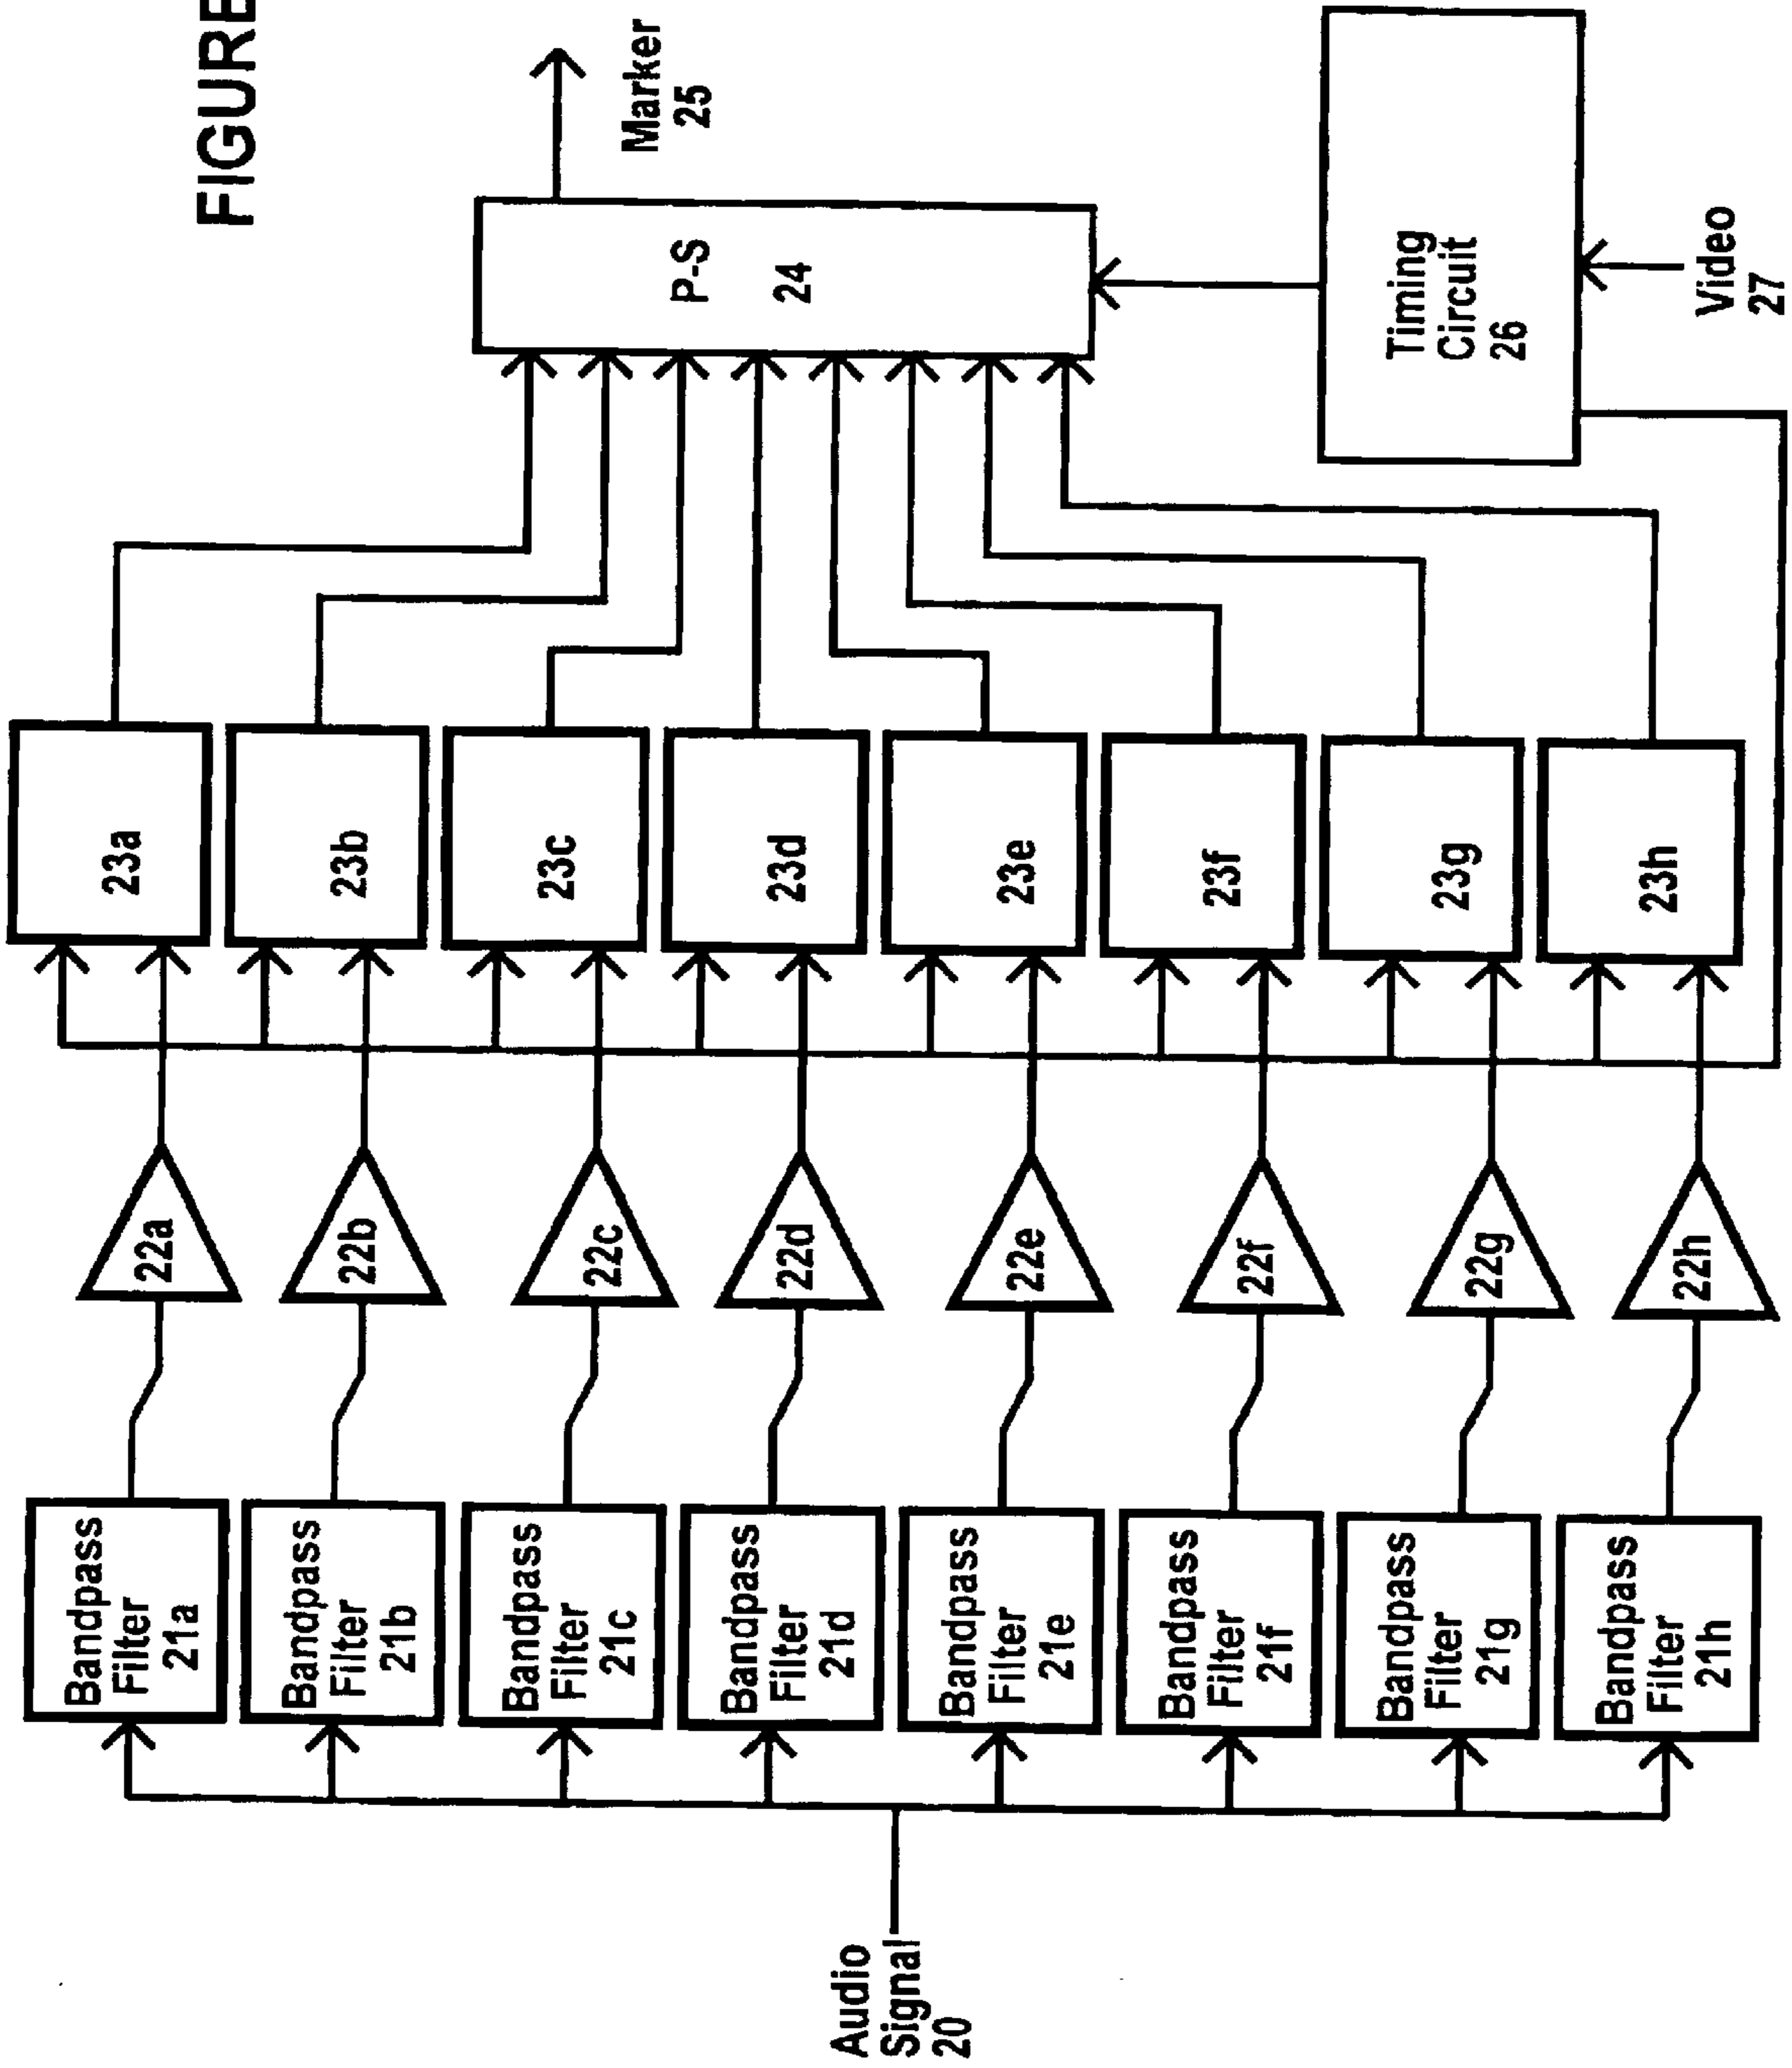 FIGURE
Audio
Signal
20
Bandpass
Filter
21a
Bandpass
Filter
21b
Bandpass
Filter
21c
Bandpass
Filter
21d
Bandpass
Filter
21e
Bandpass
Filter
21f
Bandpass
Filter
21g
Bandpass
Filter
21h
22a
22b
22c
22d
22e
22f
22g
22h
23a
23b
23c
23d
23e
23f
23g
23h
P-S
24
Marker
25
Timing
Circuit
26
Video
27